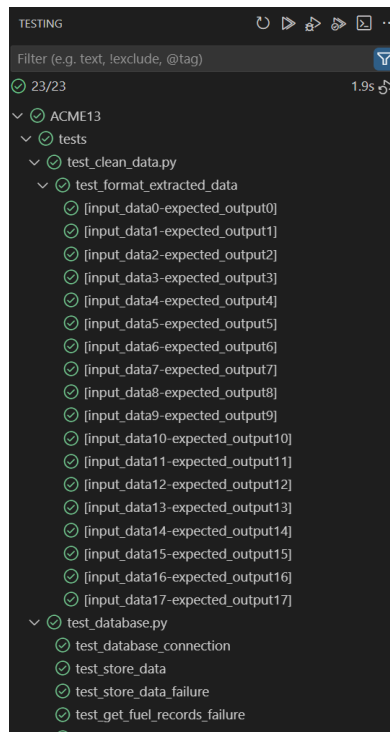 TESTING
Filter (e.g. text, !exclude, @tag)
23/23 1.9s
ACME13
tests
test_clean_data.py
test_format_extracted_data
[input_data0-expected_output0]
[input_data1-expected_output1]
[input_data2-expected_output2]
[input_data3-expected_output3]
[input_data4-expected_output4]
[input_data5-expected_output5]
[input_data6-expected_output6]
[input_data7-expected_output7]
[input_data8-expected_output8]
[input_data9-expected_output9]
[input_data10-expected_output10]
[input_data11-expected_output11]
[input_data12-expected_output12]
[input_data13-expected_output13]
[input_data14-expected_output14]
[input_data15-expected_output15]
[input_data16-expected_output16]
[input_data17-expected_output17]
test_database.py
test_database_connection
test_store_data
test_store_data_failure
test_get_fuel_records_failure